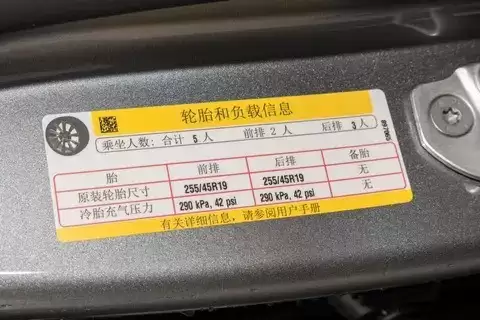 轮胎和负载信息
乘坐人数: 合计 5 人 前排 2 人 后排 3 人
胎 前排 后排 备胎
原装轮胎尺寸 255/45R19 255/45R19 无
冷胎充气压力 290 kPa, 42 psi 290 kPa, 42 psi 无
有关详细信息, 请参阅用户手册